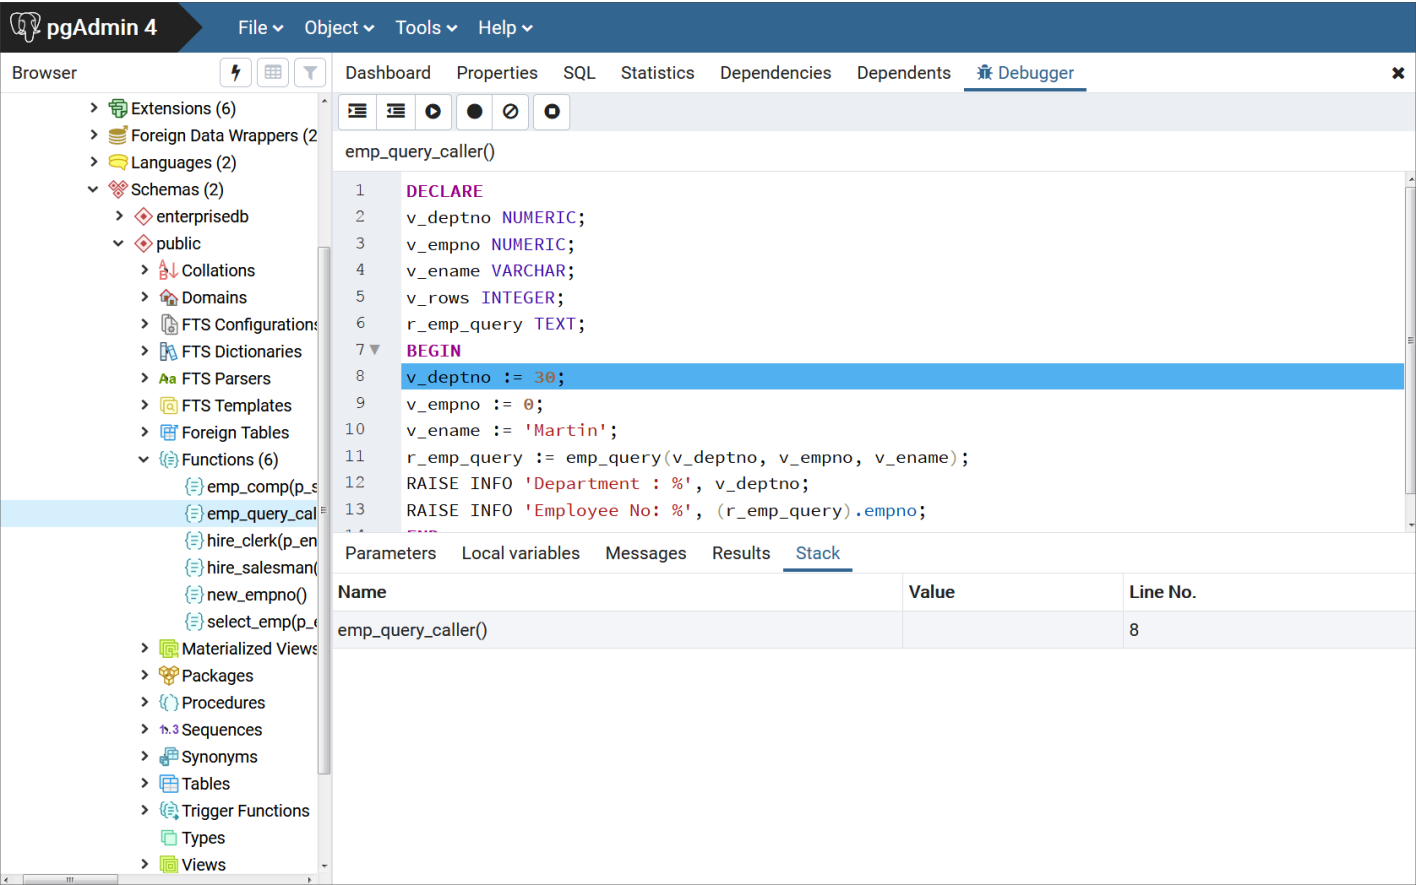 pgAdmin 4 File Object Tools Help
Browser
Dashboard Properties SQL Statistics Dependencies Dependents Debugger
Extensions (6)
Foreign Data Wrappers (2
Languages (2)
Schemas (2)
enterprisedb
public
Collations
Domains
FTS Configurations
FTS Dictionaries
Aa FTS Parsers
FTS Templates
Foreign Tables
Functions (6)
emp_comp(p_s
emp_query_cal
hire_clerk(p_en
hire_salesman(
new_empno()
select_emp(p_e
Materialized Views
Packages
Procedures
1..3 Sequences
Synonyms
Tables
Trigger Functions
Types
Views
emp_query_caller()
1 DECLARE
2 v_deptno NUMERIC;
3 v_empno NUMERIC;
4 v_ename VARCHAR;
5 v_rows INTEGER;
6 r_emp_query TEXT;
7 BEGIN
8 v_deptno := 30;
9 v_empno := 0;
10 v_ename := 'Martin';
11 r_emp_query := emp_query(v_deptno, v_empno, v_ename);
12 RAISE INFO 'Department : %', v_deptno;
13 RAISE INFO 'Employee No: %', (r_emp_query).empno;
Parameters Local variables Messages Results Stack
Name Value Line No.
emp_query_caller() 8